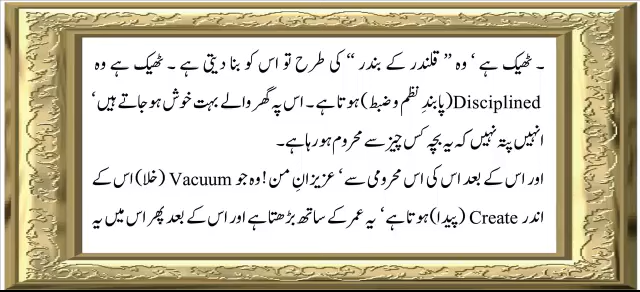 ۔ ٹھیک ہے ‘ وہ ” قلندر کے بندر “ کی طرح تو اس کو بنا دیتی ہے ۔ ٹھیک ہے وہ
Disciplined(پابندِ نظم و ضبط) ہوتا ہے۔ اس پہ گھر والے بہت خوش ہو جاتے ہیں‘
انہیں پتہ نہیں کہ یہ بچہ کس چیز سے محروم ہو رہا ہے۔
اور اس کے بعد اس کی اس محرومی سے‘ عزیزانِ من! وہ جو Vacuum (خلا) اس کے
اندر Create (پیدا) ہوتا ہے‘ یہ عمر کے ساتھ بڑھتا ہے اور اس کے بعد پھر اس میں یہ